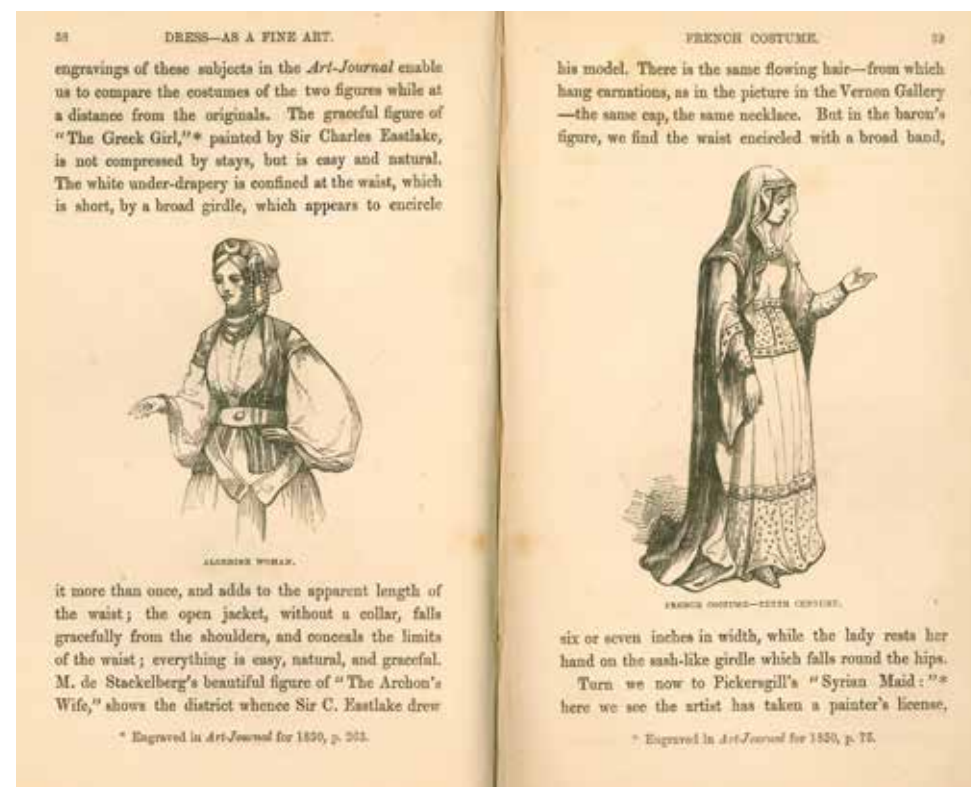 58 DRESS—AS A FINE ART.
engravings of these subjects in the Art-Journal enable
us to compare the costumes of the two figures while at
a distance from the originals. The graceful figure of
"The Greek Girl,"* painted by Sir Charles Eastlake,
is not compressed by stays, but is easy and natural.
The white under-drapery is confined at the waist, which
is short, by a broad girdle, which appears to encircle
ALGERINE WOMAN.
it more than once, and adds to the apparent length of
the waist; the open jacket, without a collar, falls
gracefully from the shoulders, and conceals the limits
of the waist; everything is easy, natural, and graceful.
M. de Stackelberg's beautiful figure of "The Archon's
Wife," shows the district whence Sir C. Eastlake drew
* Engraved in Art-Journal for 1850, p. 263.
FRENCH COSTUME. 59
his model. There is the same flowing hair—from which
hang carnations, as in the picture in the Vernon Gallery
—the same cap, the same necklace. But in the baron's
figure, we find the waist encircled with a broad band,
FRENCH COSTUME—TENTH CENTURY.
six or seven inches in width, while the lady rests her
hand on the sash-like girdle which falls round the hips.
Turn we now to Pickersgill's "Syrian Maid:"*
here we see the artist has taken a painter's license,
* Engraved in Art-Journal for 1850, p. 75.